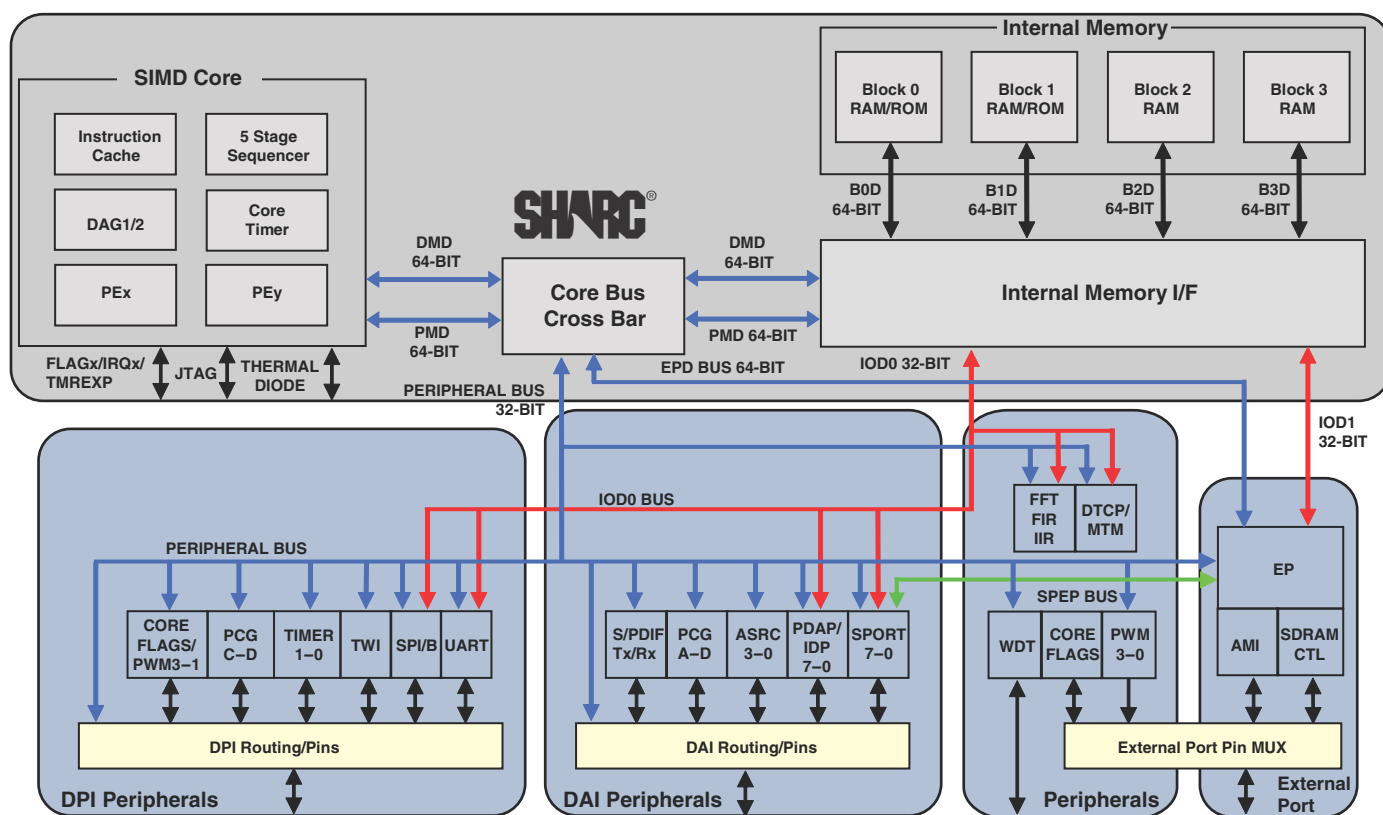 Internal Memory
SIMD Core
Block 0
RAM/ROM
Block 1
RAM/ROM
Block 2
RAM
Block 3
RAM
Instruction
Cache
5 Stage
Sequencer
B0D
64-BIT
B1D
64-BIT
B2D
64-BIT
B3D
64-BIT
DAG1/2
Core
Timer
SHARC®
PEx
PEy
DMD
64-BIT
Core Bus
Cross Bar
DMD
64-BIT
Internal Memory I/F
PMD
64-BIT
PMD 64-BIT
FLAGx/IRQx/
TMREXP
JTAG
THERMAL
DIODE
EPD BUS 64-BIT
IOD0 32-BIT
PERIPHERAL BUS
32-BIT
IOD1
32-BIT
IOD0 BUS
FFT
FIR
IIR
DTCP/
MTM
PERIPHERAL BUS
EP
SPEP BUS
CORE
FLAGS/
PWM3–1
PCG
C–D
TIMER
1–0
TWI
SPI/B
UART
S/PDIF
Tx/Rx
PCG
A–D
ASRC
3–0
PDAP/
IDP
7–0
SPORT
7–0
WDT
CORE
FLAGS
PWM
3–0
AMI
SDRAM
CTL
DPI Routing/Pins
DAI Routing/Pins
External Port Pin MUX
DPI Peripherals
DAI Peripherals
Peripherals
External
Port